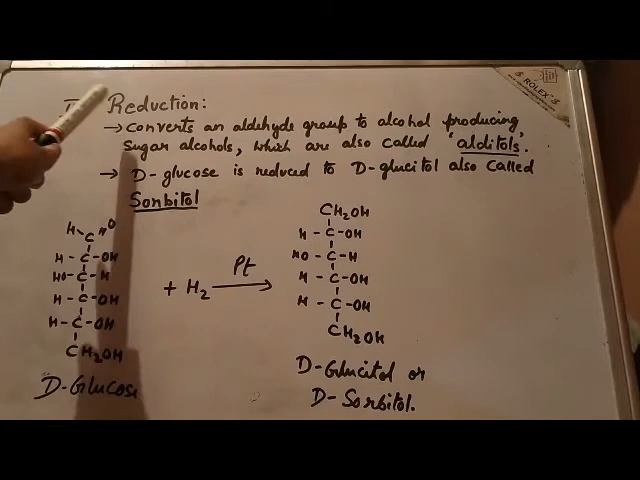 Reduction:
→ converts an aldehyde group to alcohol producing,
sugar alcohols, which are also called 'alditols.
→ D-glucose is reduced to D-glucitol also called
Sorbitol
H O
C
H - C - OH
HO - C - H
H - C - OH
H - C - OH
CH2OH
D-Glucose
+ H2 Pt →
CH2OH
H - C - OH
HO - C - H
H - C - OH
H - C - OH
CH2OH
D-Glucitol or
D-Sorbitol.
ROLEX